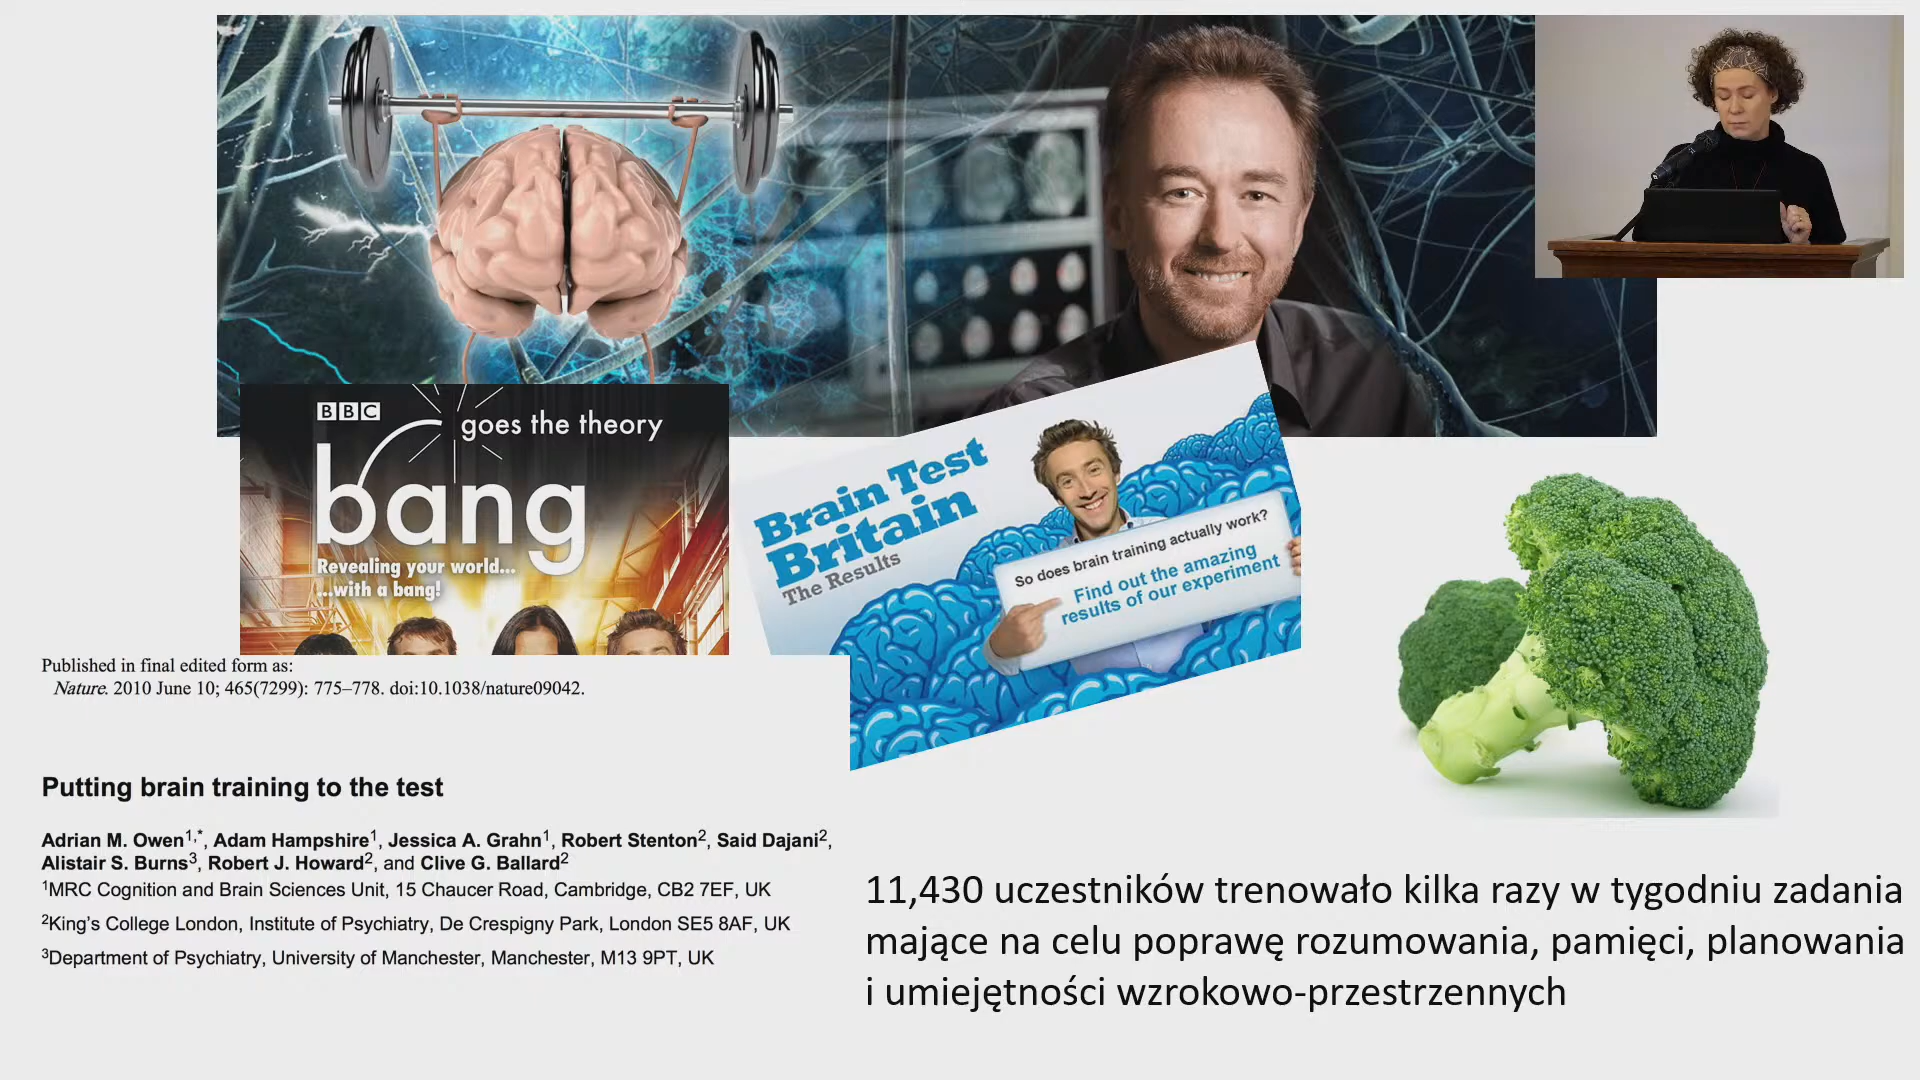 BBC
goes the theory
bang
Revealing your world...
...with a bang!
Brain Test
Britain
The Results
So does brain training actually work?
Find out the amazing
results of our experiment
Published in final edited form as:
Nature. 2010 June 10; 465(7299): 775–778. doi:10.1038/nature09042.
Putting brain training to the test
Adrian M. Owen1,*, Adam Hampshire1, Jessica A. Grahn1, Robert Stenton2, Said Dajani2,
Alistair S. Burns3, Robert J. Howard2, and Clive G. Ballard2
1MRC Cognition and Brain Sciences Unit, 15 Chaucer Road, Cambridge, CB2 7EF, UK
2King's College London, Institute of Psychiatry, De Crespigny Park, London SE5 8AF, UK
3Department of Psychiatry, University of Manchester, Manchester, M13 9PT, UK
11,430 uczestników trenowało kilka razy w tygodniu zadania
mające na celu poprawę rozumowania, pamięci, planowania
i umiejętności wzrokowo-przestrzennych